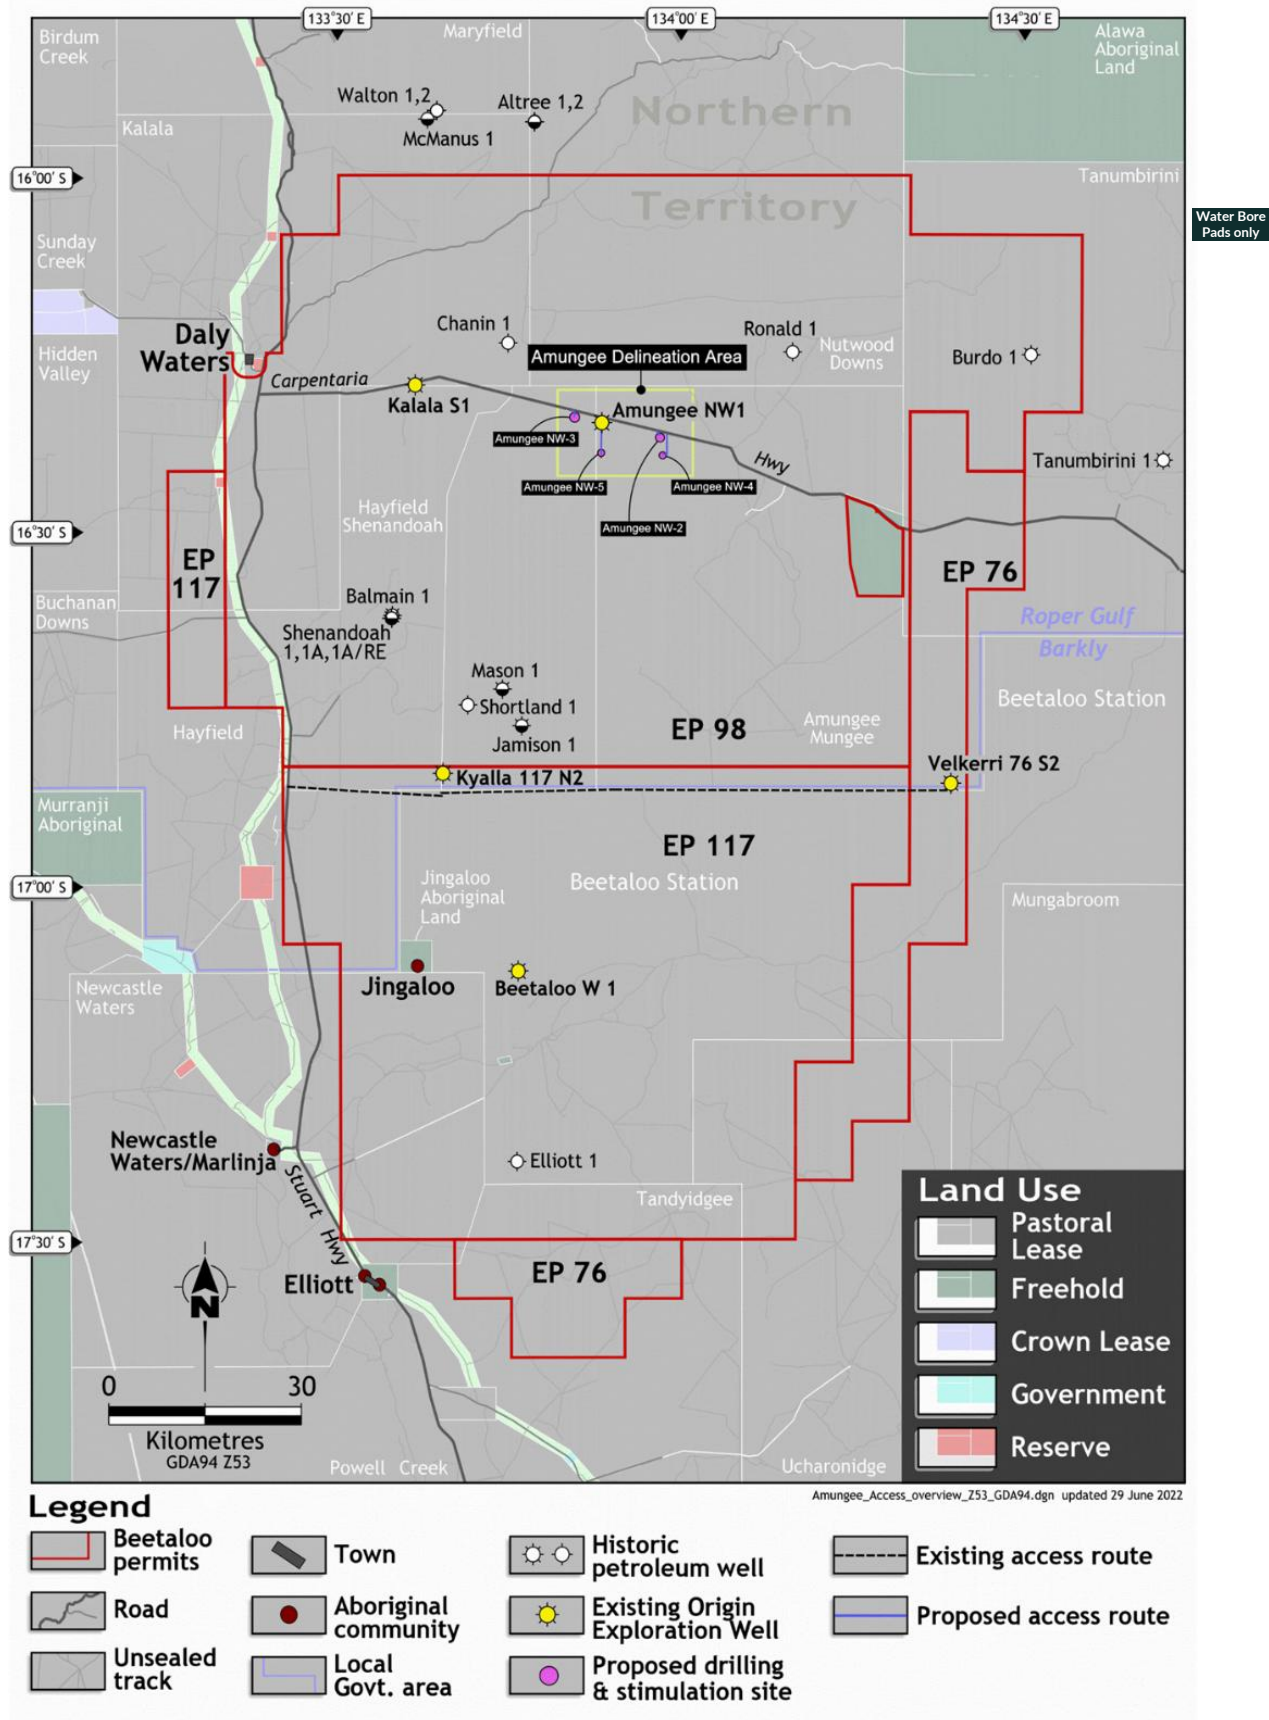 133°30' E
134°00' E
134°30' E
Birdum
Creek
Maryfield
Alawa
Aboriginal
Land
Walton 1,2
Altree 1,2
McManus 1
Northern
Territory
Kalala
16°00' S
Tanumbirini
Water Bore
Pads only
Sunday
Creek
Daly
Waters
Hidden
Valley
Chanin 1
Ronald 1
Nutwood
Downs
Burdo 1
Amungee Delineation Area
Carpentaria
Kalala S1
Amungee NW1
Amungee NW-3
Hwy
Tanumbirini 1
Amungee NW-5
Amungee NW-4
Amungee NW-2
Hayfield
Shenandoah
16°30' S
EP
117
EP 76
Buchanan
Downs
Balmain 1
Shenandoah
1,1A,1A/RE
Roper Gulf
Barkly
Mason 1
Shortland 1
Jamison 1
Beetaloo Station
Hayfield
EP 98
Amungee
Mungee
Kyalla 117 N2
Velkerri 76 S2
Murranji
Aboriginal
EP 117
Beetaloo Station
17°00' S
Jingaloo
Aboriginal
Land
Mungabroom
Jingaloo
Beetaloo W 1
Newcastle
Waters
Newcastle
Waters/Marlinja
Elliott 1
Tandyidgee
Stuart Hwy
17°30' S
Elliott
EP 76
N
0 30
Kilometres
GDA94 Z53
Powell Creek
Ucharonidge
Land Use
Pastoral
Lease
Freehold
Crown Lease
Government
Reserve
Amungee_Access_overview_Z53_GDA94.dgn updated 29 June 2022
Legend
Beetaloo
permits
Road
Unsealed
track
Town
Aboriginal
community
Local
Govt. area
Historic
petroleum well
Existing Origin
Exploration Well
Proposed drilling
& stimulation site
Existing access route
Proposed access route